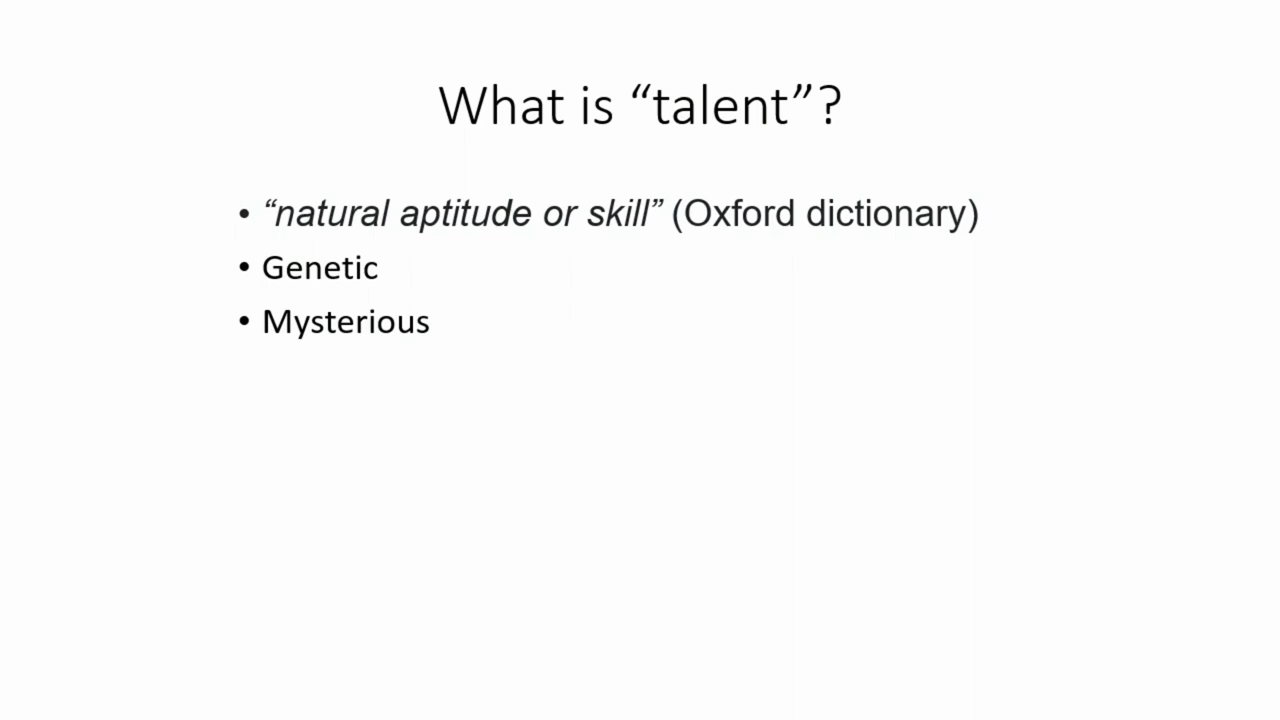 What is “talent”?
• “natural aptitude or skill” (Oxford dictionary)
• Genetic
• Mysterious